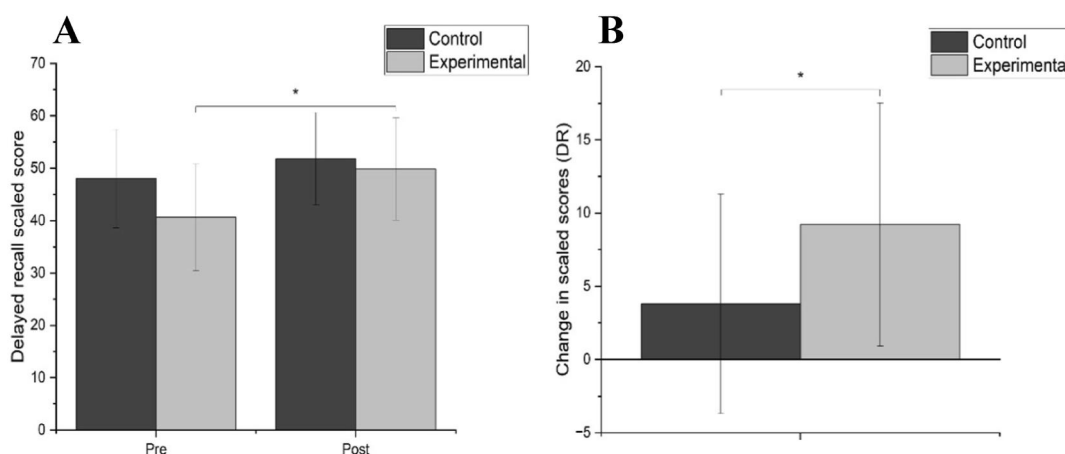 A
Control
Experimental
Delayed recall scaled score
70
60
50
40
30
20
10
0
*
Pre
Post
B
Control
Experimental
Change in scaled scores (DR)
20
15
10
5
0
−5
*